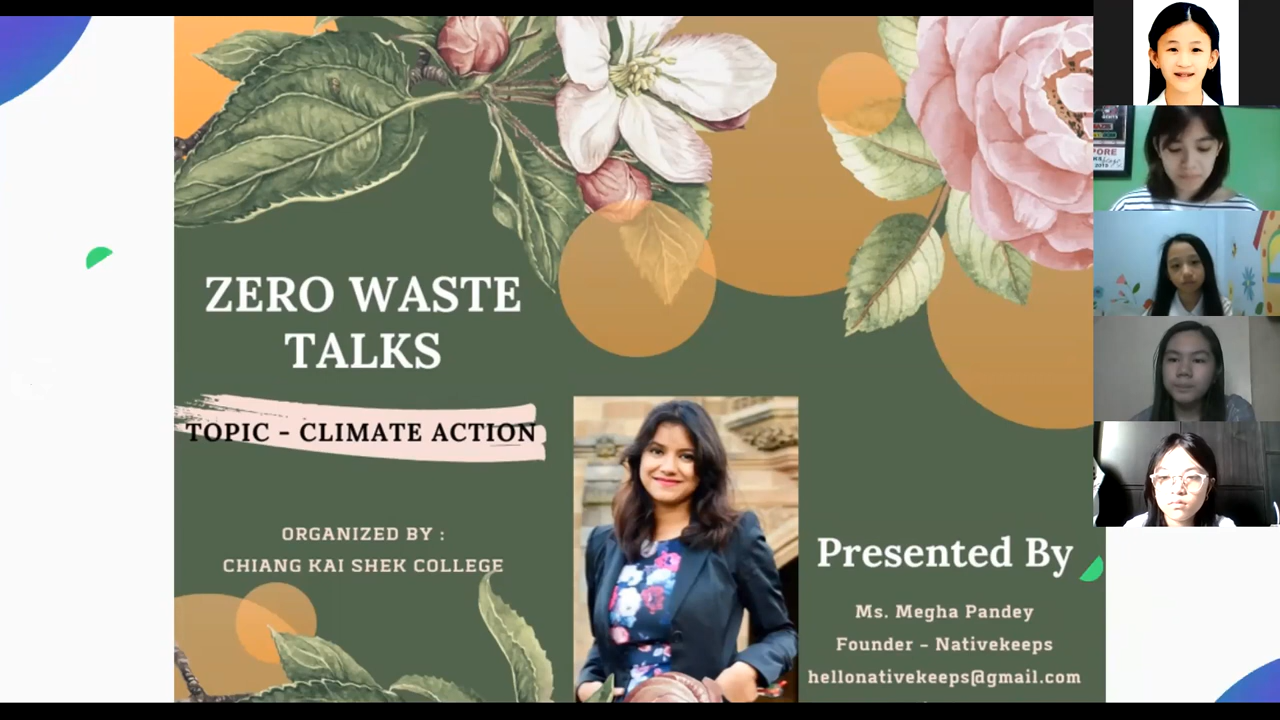 ZERO WASTE
TALKS
TOPIC - CLIMATE ACTION
ORGANIZED BY :
CHIANG KAI SHEK COLLEGE
Presented By
Ms. Megha Pandey
Founder - Nativekeeps
hellonativekeeps@gmail.com
PORE